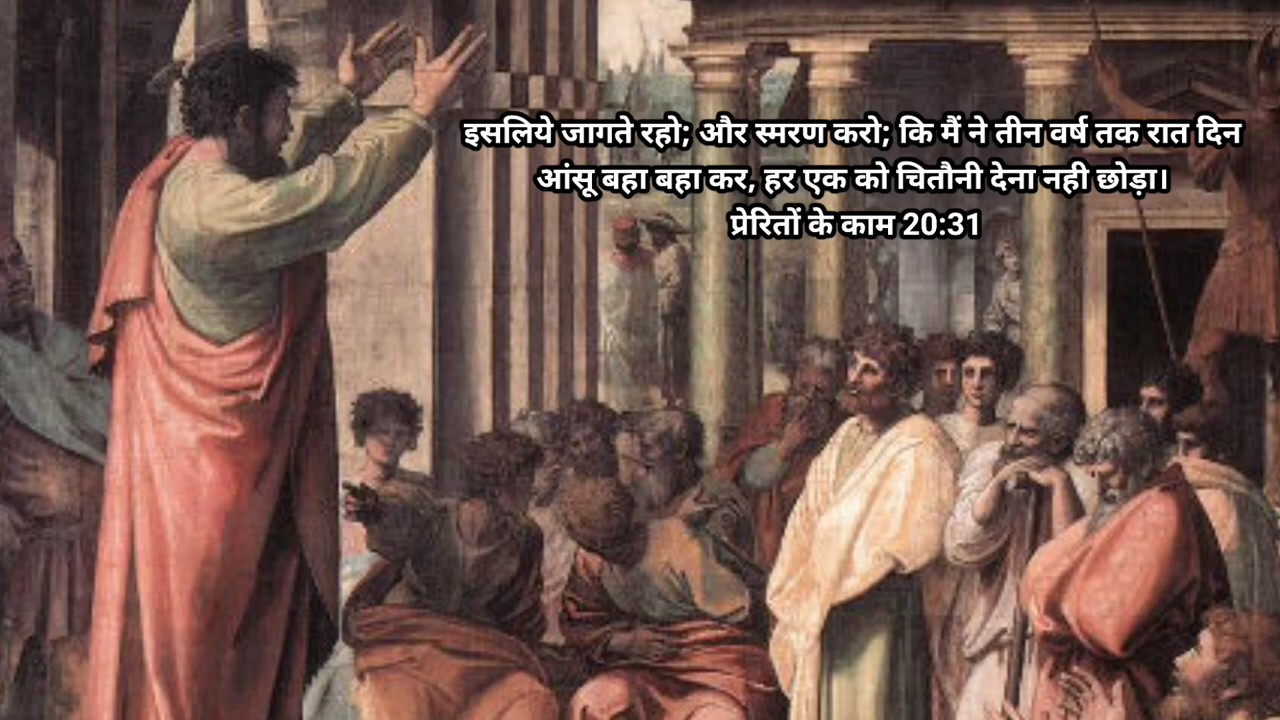 इसलिये जागते रहो; और स्मरण करो; कि मैं ने तीन वर्ष तक रात दिन
आंसू बहा बहा कर, हर एक को चितौनी देना नही छोड़ा।
प्रेरितों के काम 20:31